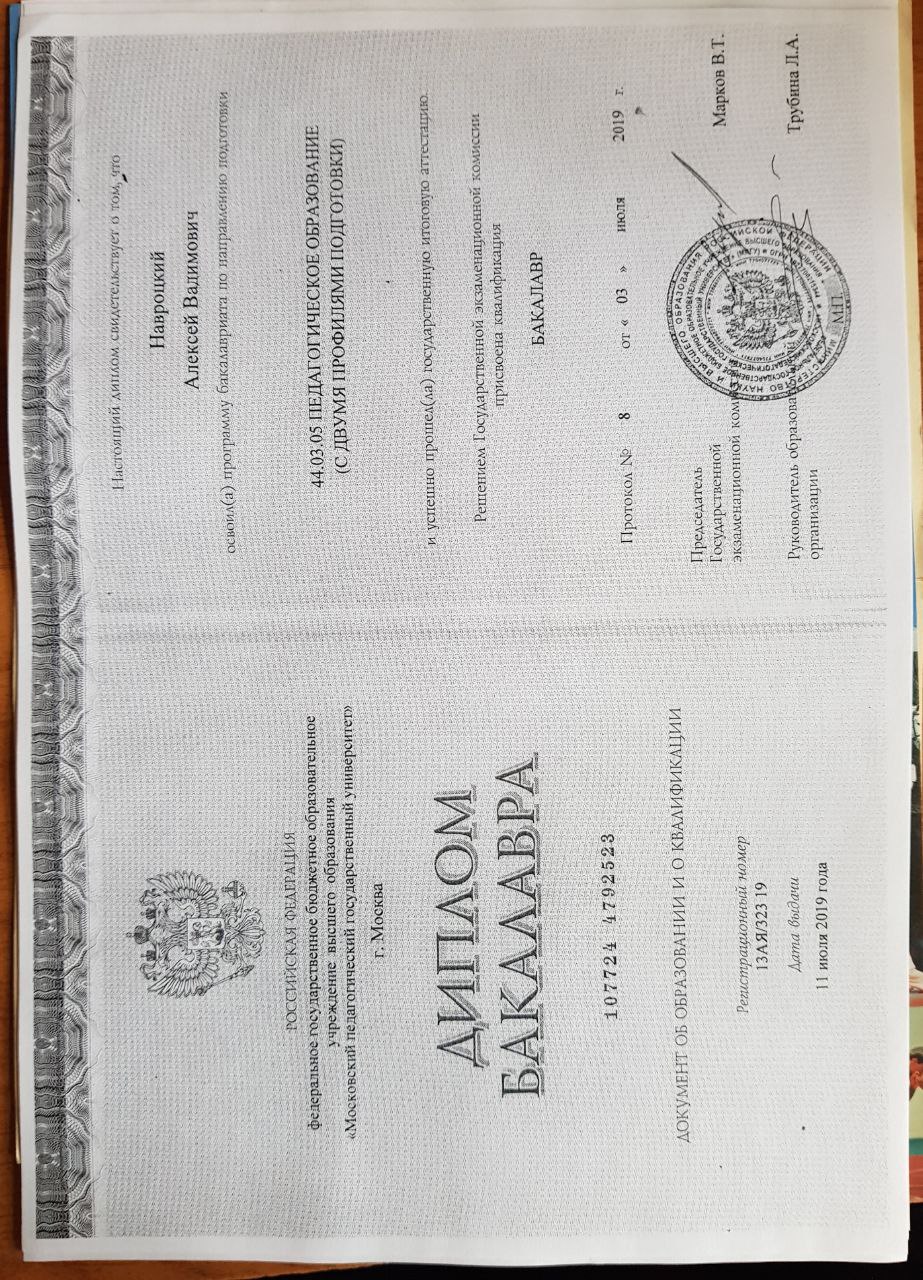 РОССИЙСКАЯ ФЕДЕРАЦИЯ
федеральное государственное бюджетное образовательное
учреждение высшего образования
«Московский педагогический государственный университет»
г. Москва
ДИПЛОМ
БАКАЛАВРА
107724 4792523
ДОКУМЕНТ ОБ ОБРАЗОВАНИИ И О КВАЛИФИКАЦИИ
Регистрационный номер
13АЯ/323 19
Дата выдачи
11 июля 2019 года
Настоящий диплом свидетельствует о том, что
Навроцкий
Алексей Вадимович
освоил(а) программу бакалавриата по направлению подготовки
44.03.05 ПЕДАГОГИЧЕСКОЕ ОБРАЗОВАНИЕ
(С ДВУМЯ ПРОФИЛЯМИ ПОДГОТОВКИ)
и успешно прошел(ла) государственную итоговую аттестацию.
Решением Государственной экзаменационной комиссии
присвоена квалификация
БАКАЛАВР
Протокол № 8 от « 03 » июля 2019 г.
Председатель
Государственной
экзаменационной Марков В.Т.
Руководитель Трубина Л.А.
организации
М.П.